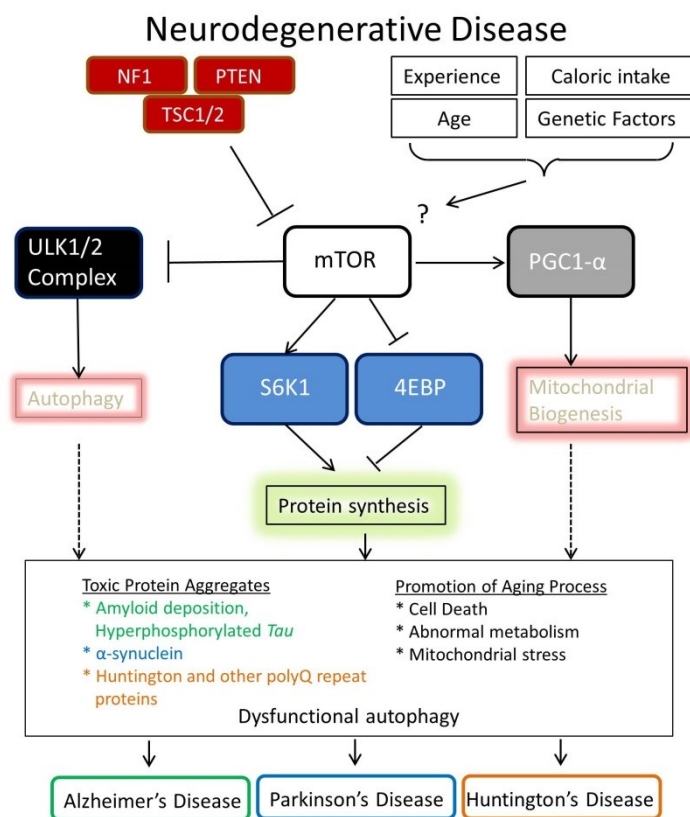 Neurodegenerative Disease
NF1
PTEN
TSC1/2
Experience
Caloric intake
Age
Genetic Factors
?
ULK1/2
Complex
mTOR
PGC1-α
S6K1
4EBP
Autophagy
Mitochondrial
Biogenesis
Protein synthesis
Toxic Protein Aggregates
* Amyloid deposition,
Hyperphosphorylated Tau
* α-synuclein
* Huntington and other polyQ repeat
proteins
Promotion of Aging Process
* Cell Death
* Abnormal metabolism
* Mitochondrial stress
Dysfunctional autophagy
Alzheimer's Disease
Parkinson's Disease
Huntington's Disease